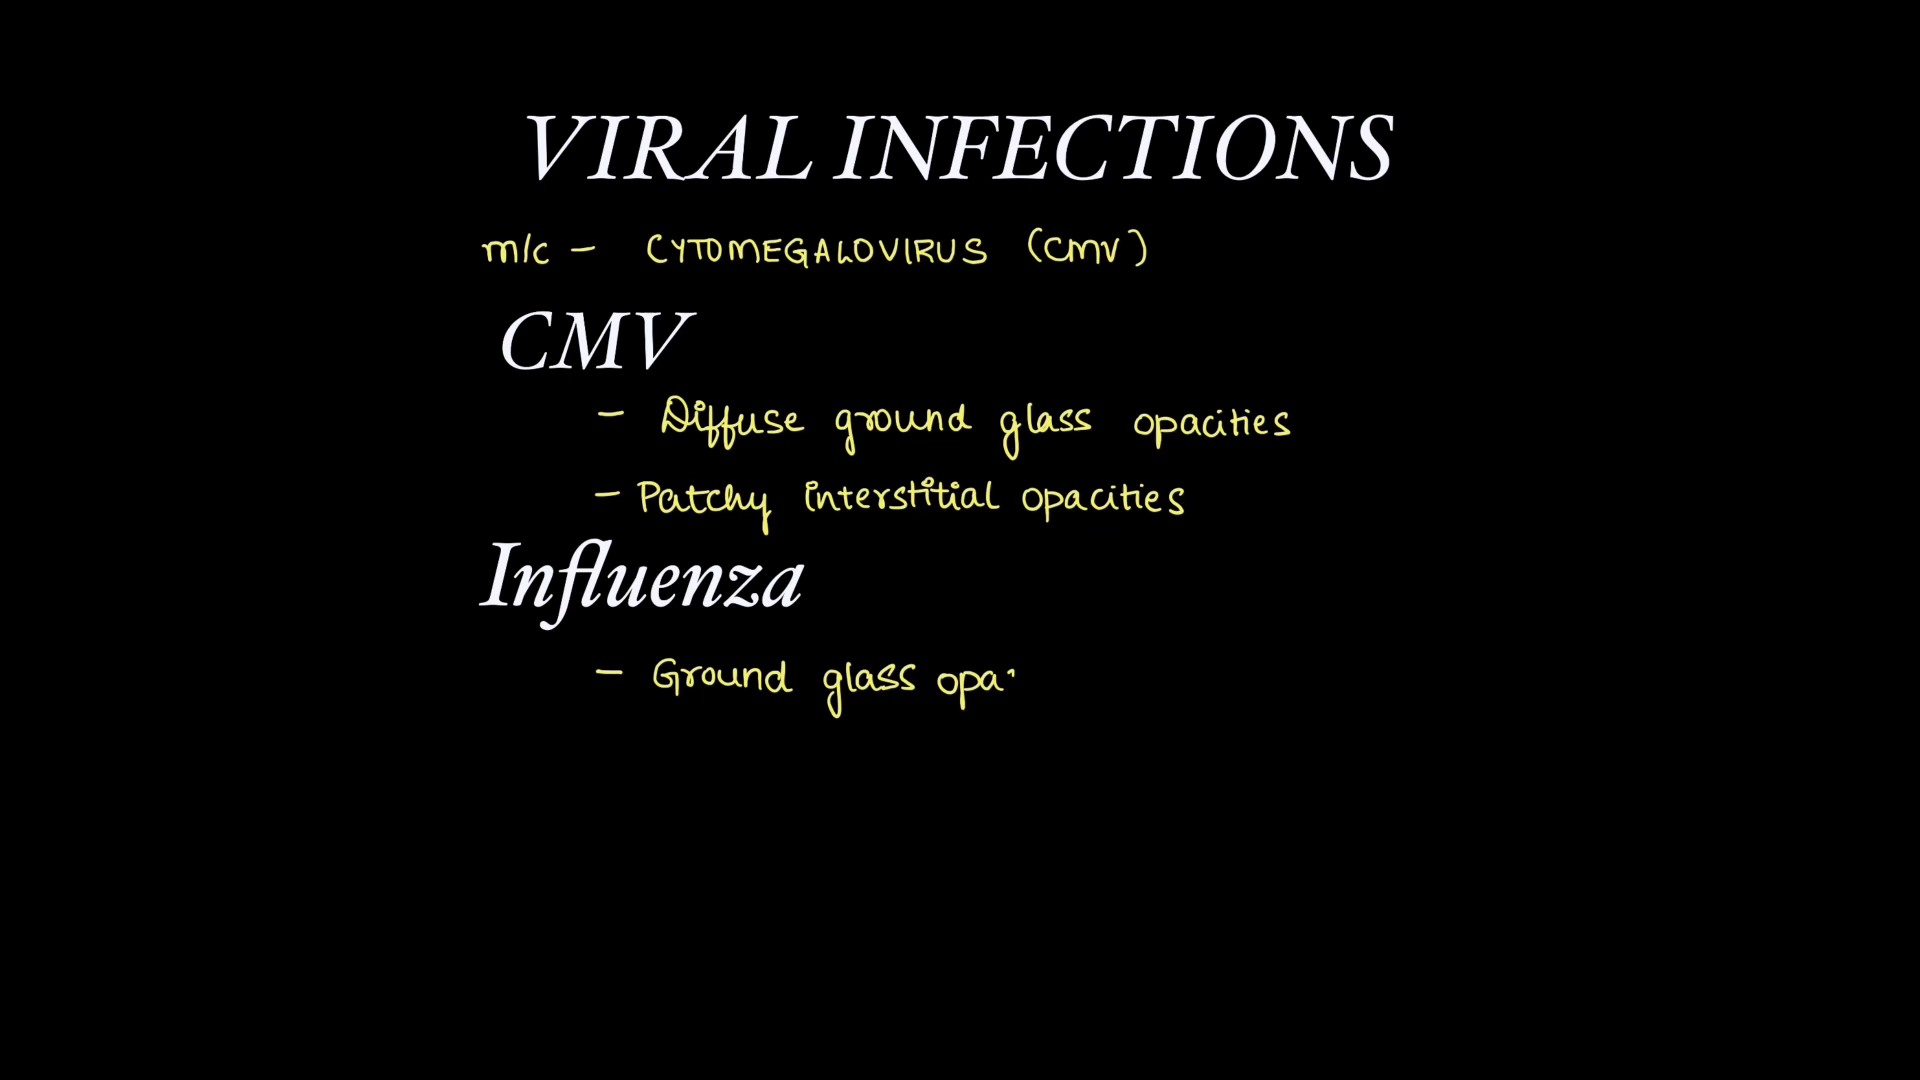 VIRAL INFECTIONS
m/c - CYTOMEGALOVIRUS (CMV)
CMV
- Diffuse ground glass opacities
- Patchy interstitial opacities
Influenza
- Ground glass opa